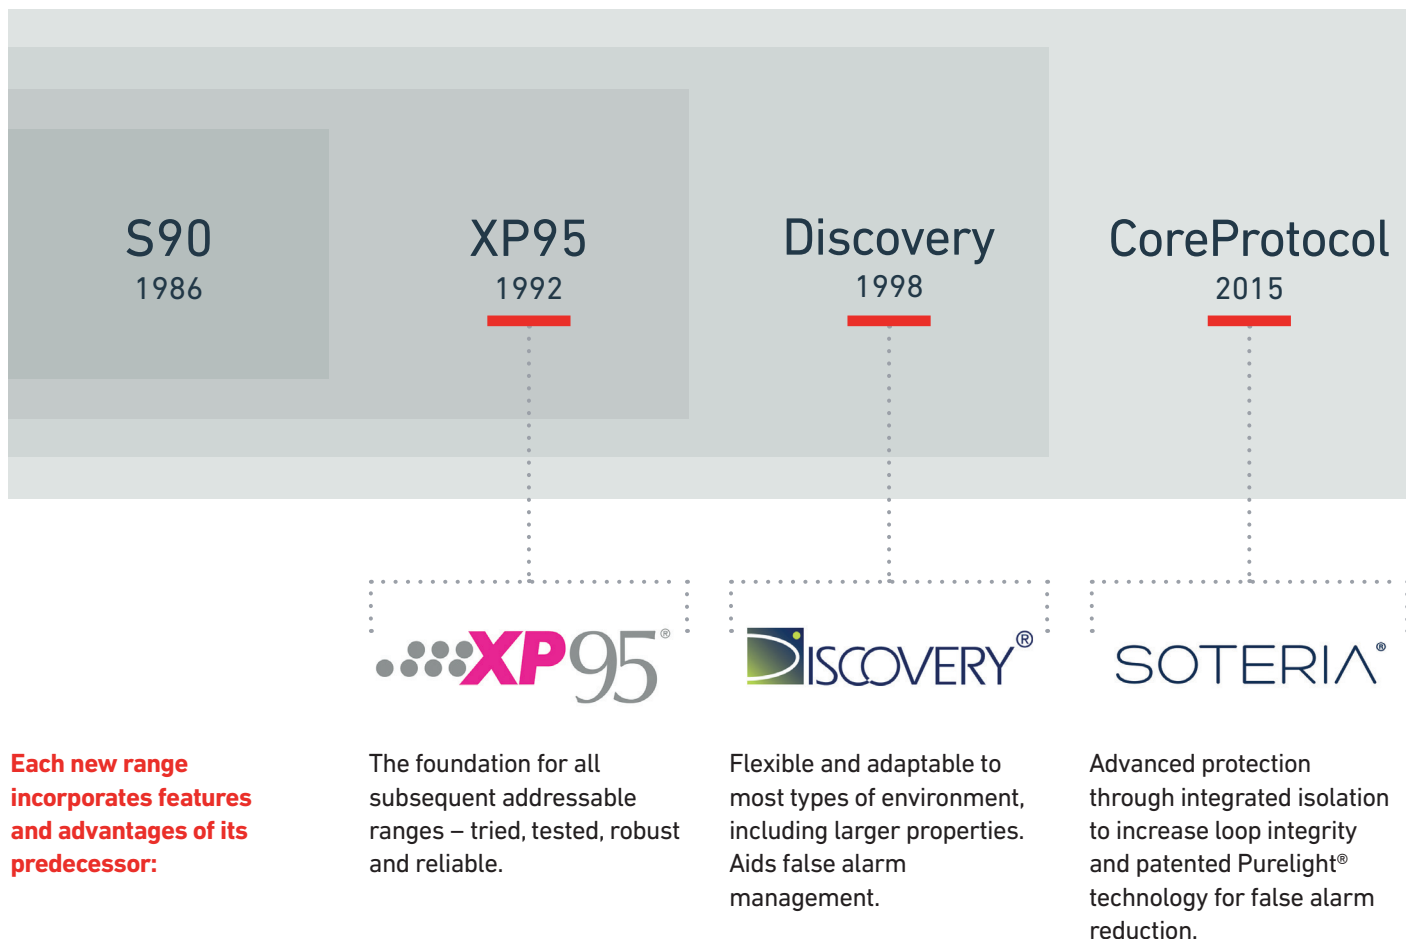 S90
1986
XP95
1992
Discovery
1998
CoreProtocol
2015
XP95®
DISCOVERY®
SOTERIA®
Each new range
incorporates features
and advantages of its
predecessor:
The foundation for all
subsequent addressable
ranges – tried, tested, robust
and reliable.
Flexible and adaptable to
most types of environment,
including larger properties.
Aids false alarm
management.
Advanced protection
through integrated isolation
to increase loop integrity
and patented Purelight®
technology for false alarm
reduction.